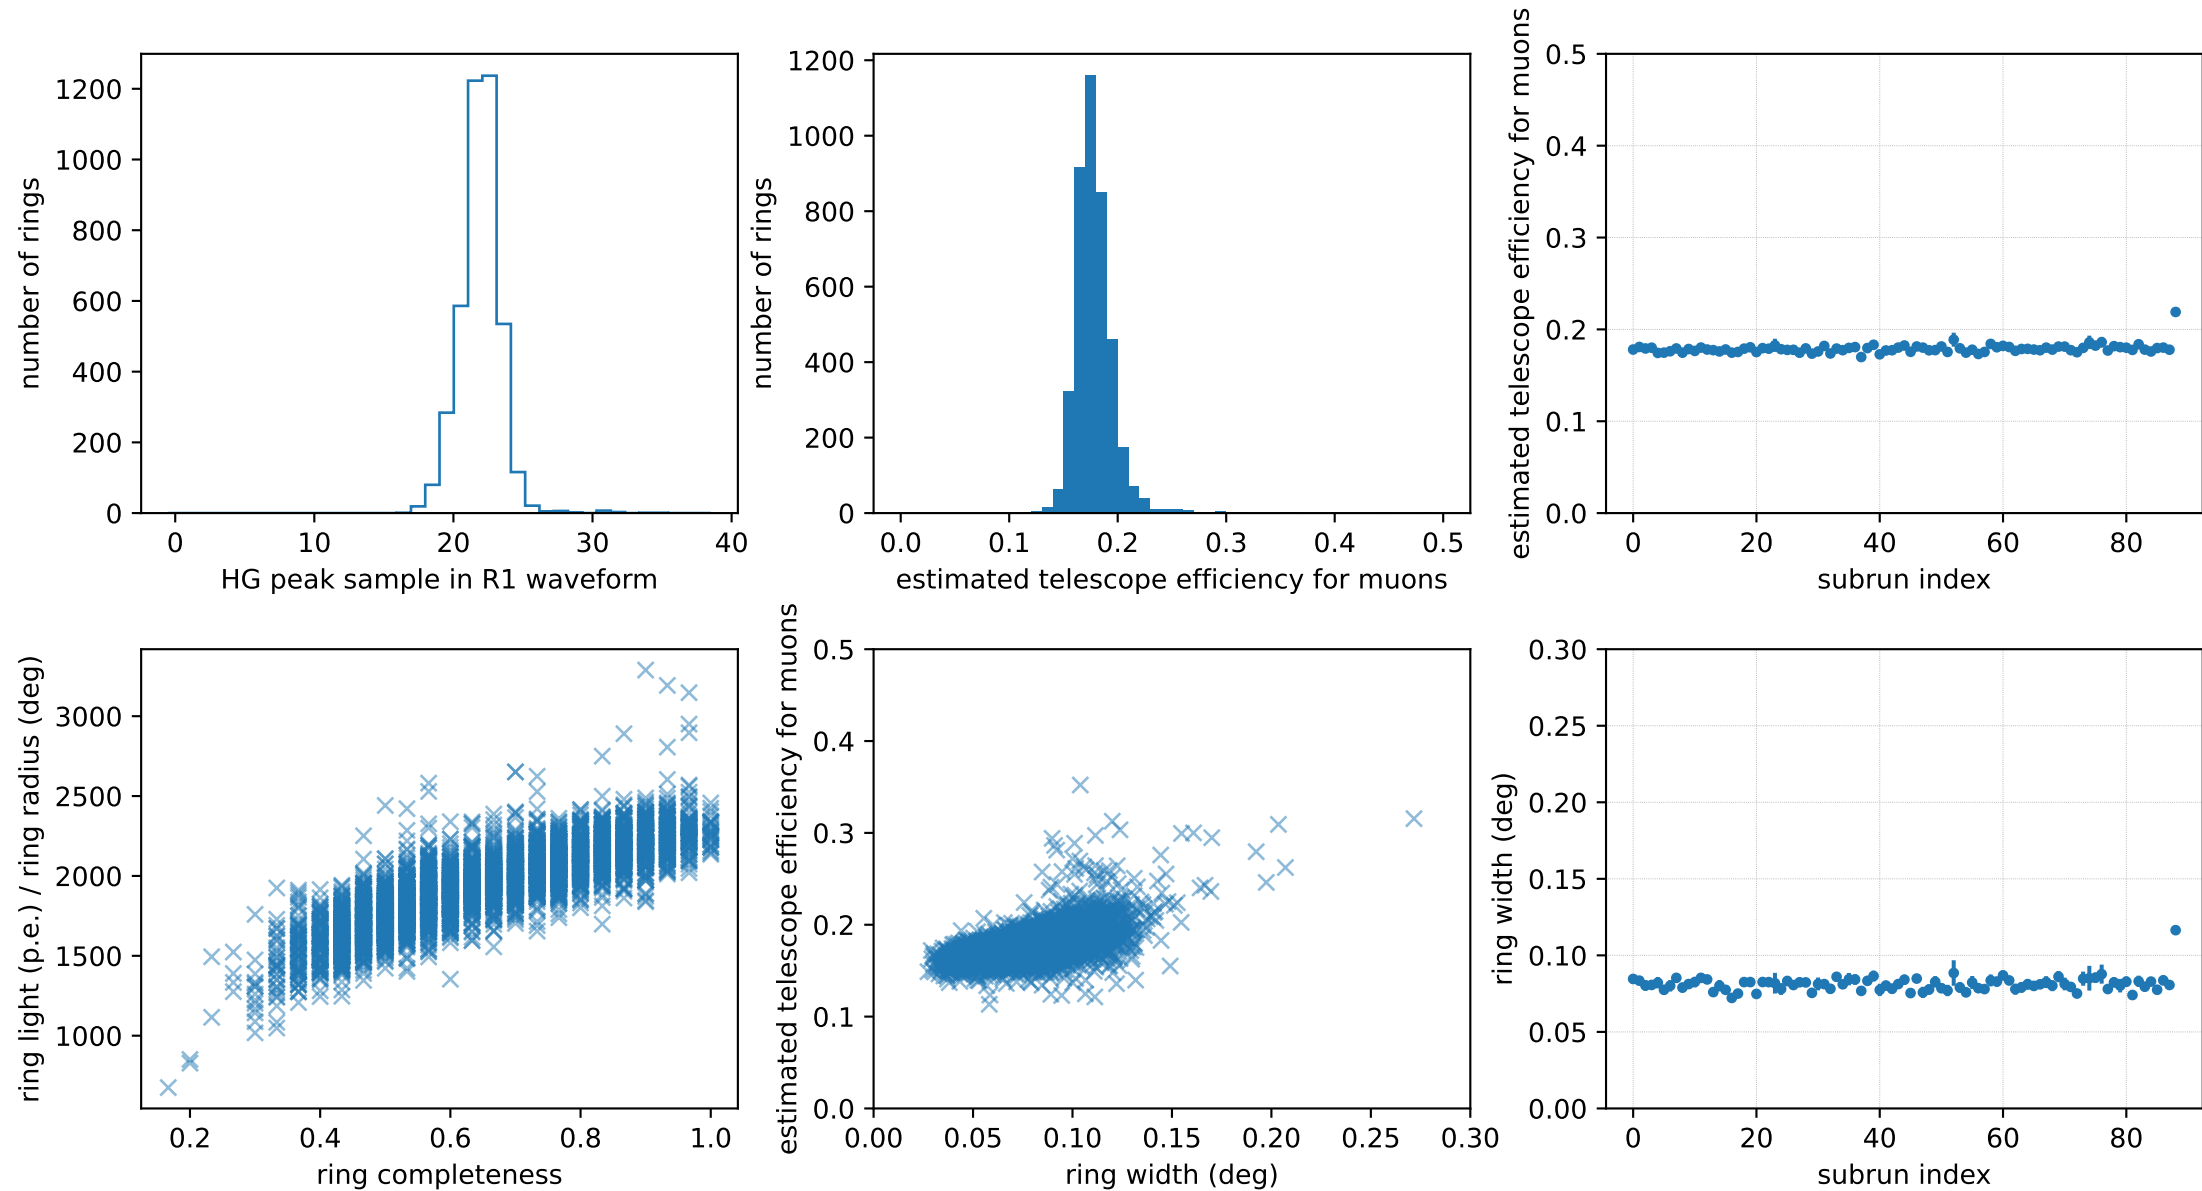 number of rings
1200
1000
800
600
400
200
0
0 10 20 30 40
HG peak sample in R1 waveform
number of rings
1200
1000
800
600
400
200
0
0.0 0.1 0.2 0.3 0.4 0.5
estimated telescope efficiency for muons
estimated telescope efficiency for muons
0.5
0.4
0.3
0.2
0.1
0.0
0 20 40 60 80
subrun index
ring light (p.e.) / ring radius (deg)
3000
2500
2000
1500
1000
0.2 0.4 0.6 0.8 1.0
ring completeness
estimated telescope efficiency for muons
0.5
0.4
0.3
0.2
0.1
0.0
0.00 0.05 0.10 0.15 0.20 0.25 0.30
ring width (deg)
ring width (deg)
0.30
0.25
0.20
0.15
0.10
0.05
0.00
0 20 40 60 80
subrun index